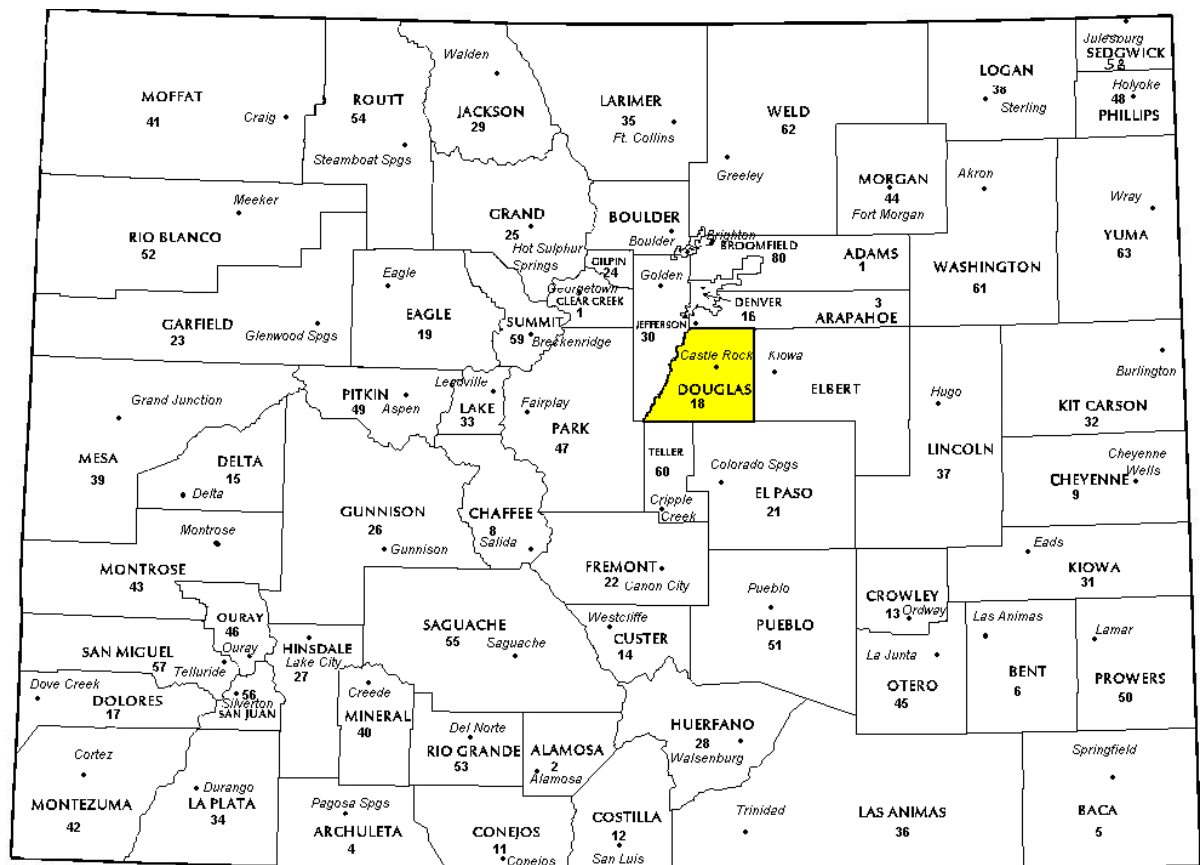 Julesburg
SEDGWICK
58
LOGAN
38
Sterling
Holyoke
48
PHILLIPS
MOFFAT
41
Craig
ROUTT
54
Steamboat Spgs
Walden
JACKSON
29
LARIMER
35
Ft. Collins
WELD
62
Greeley
MORGAN
44
Fort Morgan
Akron
WASHINGTON
61
Wray
YUMA
63
Meeker
RIO BLANCO
52
GRAND
25
Hot Sulphur
Springs
BOULDER
Boulder
Brighton
BROOMFIELD
80
ADAMS
1
GILPIN
24
Golden
Georgetown
CLEAR CREEK
1
JEFFERSON
30
DENVER
16
3
ARAPAHOE
GARFIELD
23
Glenwood Spgs
Eagle
EAGLE
19
SUMMIT
59
Breckenridge
Castle Rock
DOUGLAS
18
Kiowa
ELBERT
Hugo
LINCOLN
37
Burlington
KIT CARSON
32
Grand Junction
MESA
39
PITKIN
49
Aspen
Leadville
LAKE
33
Fairplay
PARK
47
DELTA
15
Delta
TELLER
60
Cripple
Creek
Colorado Spgs
EL PASO
21
Cheyenne
Wells
CHEYENNE
9
GUNNISON
26
Gunnison
CHAFFEE
8
Salida
Montrose
MONTROSE
43
FREMONT
22
Canon City
Eads
KIOWA
31
OURAY
46
Ouray
HINSDALE
Lake City
27
SAGUACHE
55
Saguache
Westcliffe
CUSTER
14
Pueblo
PUEBLO
51
CROWLEY
13
Ordway
Las Animas
BENT
6
Lamar
PROWERS
50
La Junta
OTERO
45
SAN MIGUEL
57
Telluride
Dove Creek
DOLORES
17
56
Silverton
SAN JUAN
Creede
MINERAL
40
Del Norte
RIO GRANDE
53
ALAMOSA
2
Alamosa
HUERFANO
28
Walsenburg
Cortez
MONTEZUMA
42
Durango
LA PLATA
34
Pagosa Spgs
ARCHULETA
4
CONEJOS
11
Conejos
COSTILLA
12
San Luis
Trinidad
LAS ANIMAS
36
Springfield
BACA
5